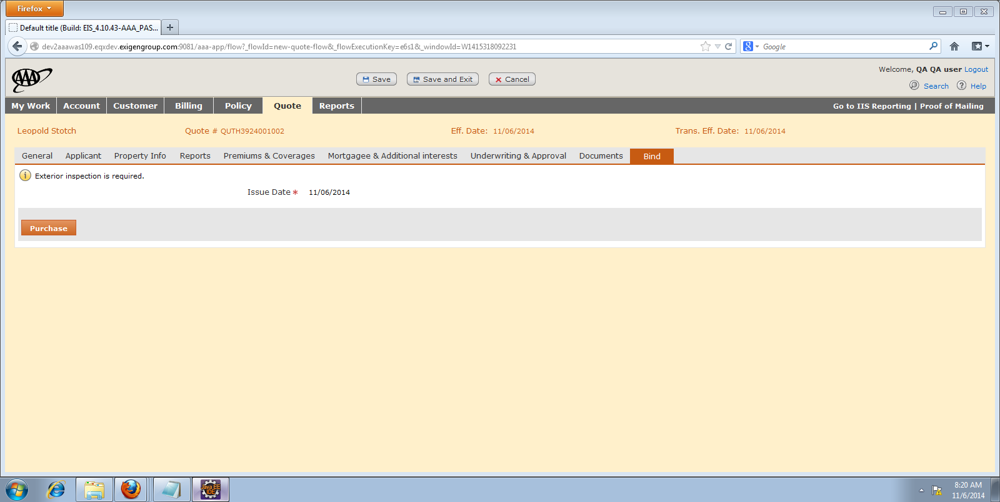 Firefox
Default title (Build: EIS_4.10.43-AAA_PAS...
dev2aaawas109.eqxdev.exigengroup.com:9081/aaa-app/flow?_flowId=new-quote-flow&_flowExecutionKey=e6s1&_windowId=W1415318092231
8 Google
AAA
Save Save and Exit Cancel
Welcome, QA QA user Logout
Search Help
My Work Account Customer Billing Policy Quote Reports Go to IIS Reporting | Proof of Mailing
Leopold Stotch Quote # QUTH3924001002 Eff. Date: 11/06/2014 Trans. Eff. Date: 11/06/2014
General Applicant Property Info Reports Premiums & Coverages Mortgagee & Additional interests Underwriting & Approval Documents Bind
Exterior inspection is required.
Issue Date * 11/06/2014
Purchase
Java EE
IDE
8:20 AM
11/6/2014